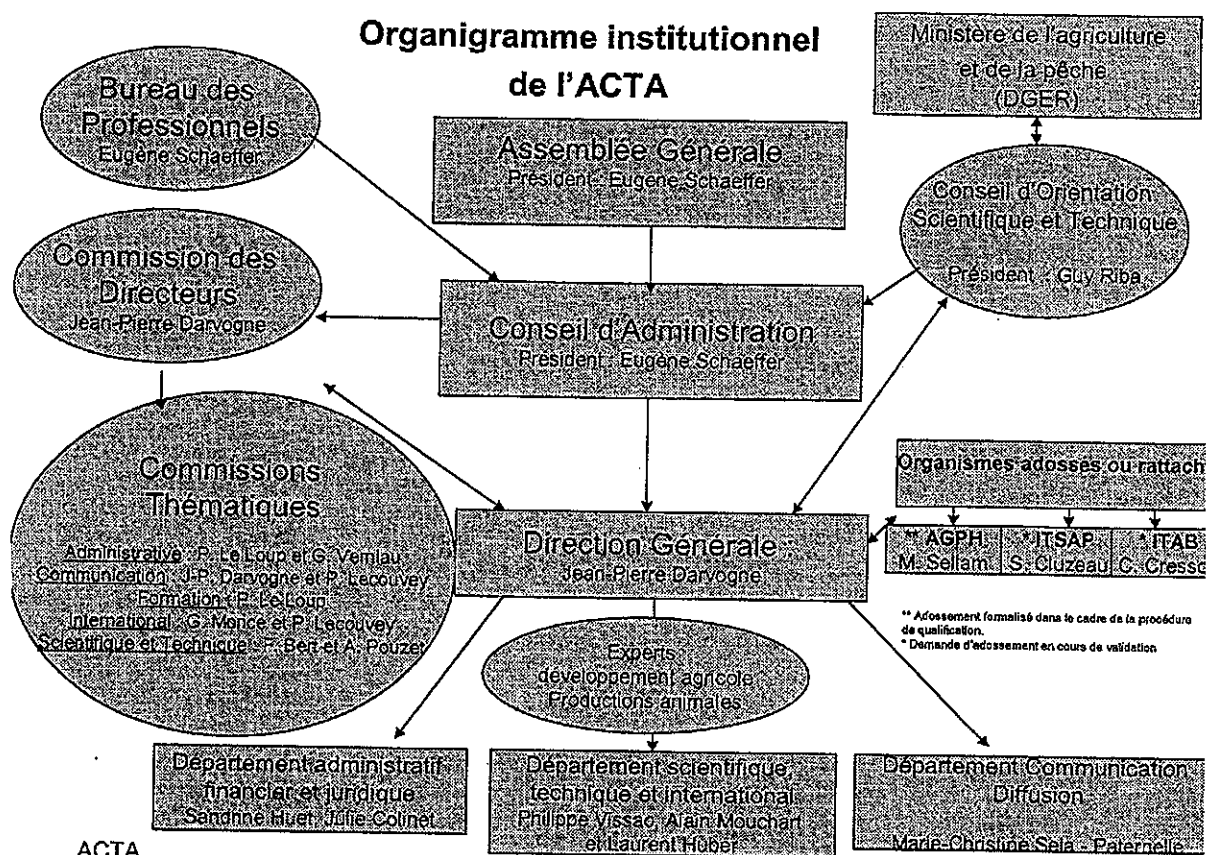 Organigramme institutionnel
de l'ACTA
Ministère de l'agriculture
et de la pêche
(DGER)
Bureau des
Professionnels
Eugène Schaeffer
Assemblée Générale
Président : Eugène Schaeffer
Conseil d'Orientation
Scientifique et Technique
Président : Guy Riba
Commission des
Directeurs
Jean-Pierre Darvogne
Conseil d'Administration
Président : Eugène Schaeffer
Commissions
Thématiques
Administrative : P. Le Loup et G. Vernlau
Communication : J-P. Darvogne et P. Lecouvey
Formation : P. Le Loup
International : G. Monce et P. Lecouvey
Scientifique et Technique : F. Bert et A. Pouzet
Direction Générale :
Jean-Pierre Darvogne
Organismes adossés ou rattach
** AGPH
M. Sellam
* ITSAP
S. Cluzeau
* ITAB
C. Cresso
** Adossement formalisé dans le cadre de la procédure
de qualification.
* Demande d'adossement en cours de validation
Experts
développement agricole
Productions animales
Département administratif
financier et juridique
Sandrine Huet, Julie Colinet
Département scientifique,
technique et international
Philippe Vissac, Alain Mouchart
et Laurent Huber
Département Communication
Diffusion
Marie-Christine Sela - Paternelle
ACTA